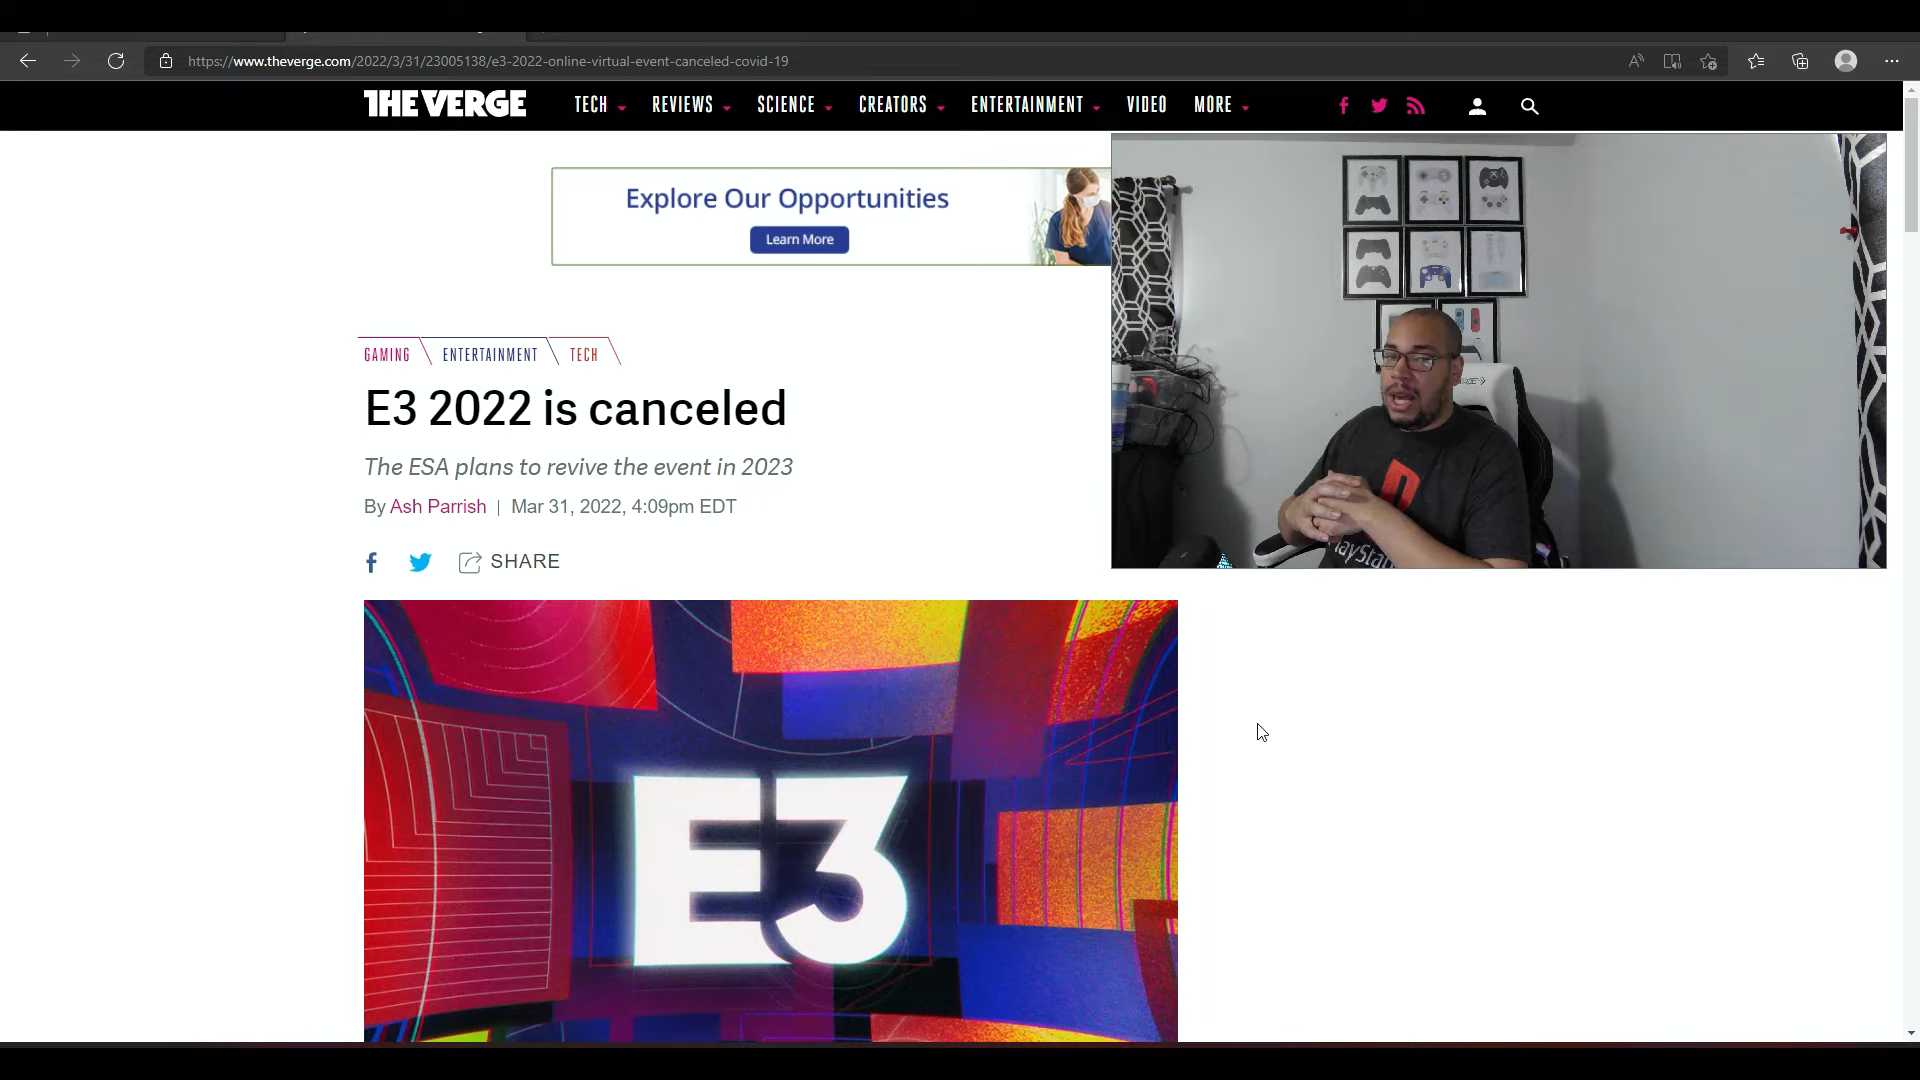 https://www.theverge.com/2022/3/31/23005138/e3-2022-online-virtual-event-canceled-covid-19
THE VERGE
TECH REVIEWS SCIENCE CREATORS ENTERTAINMENT VIDEO MORE
Explore Our Opportunities
Learn More
GAMING ENTERTAINMENT TECH
E3 2022 is canceled
The ESA plans to revive the event in 2023
By Ash Parrish | Mar 31, 2022, 4:09pm EDT
SHARE
E3